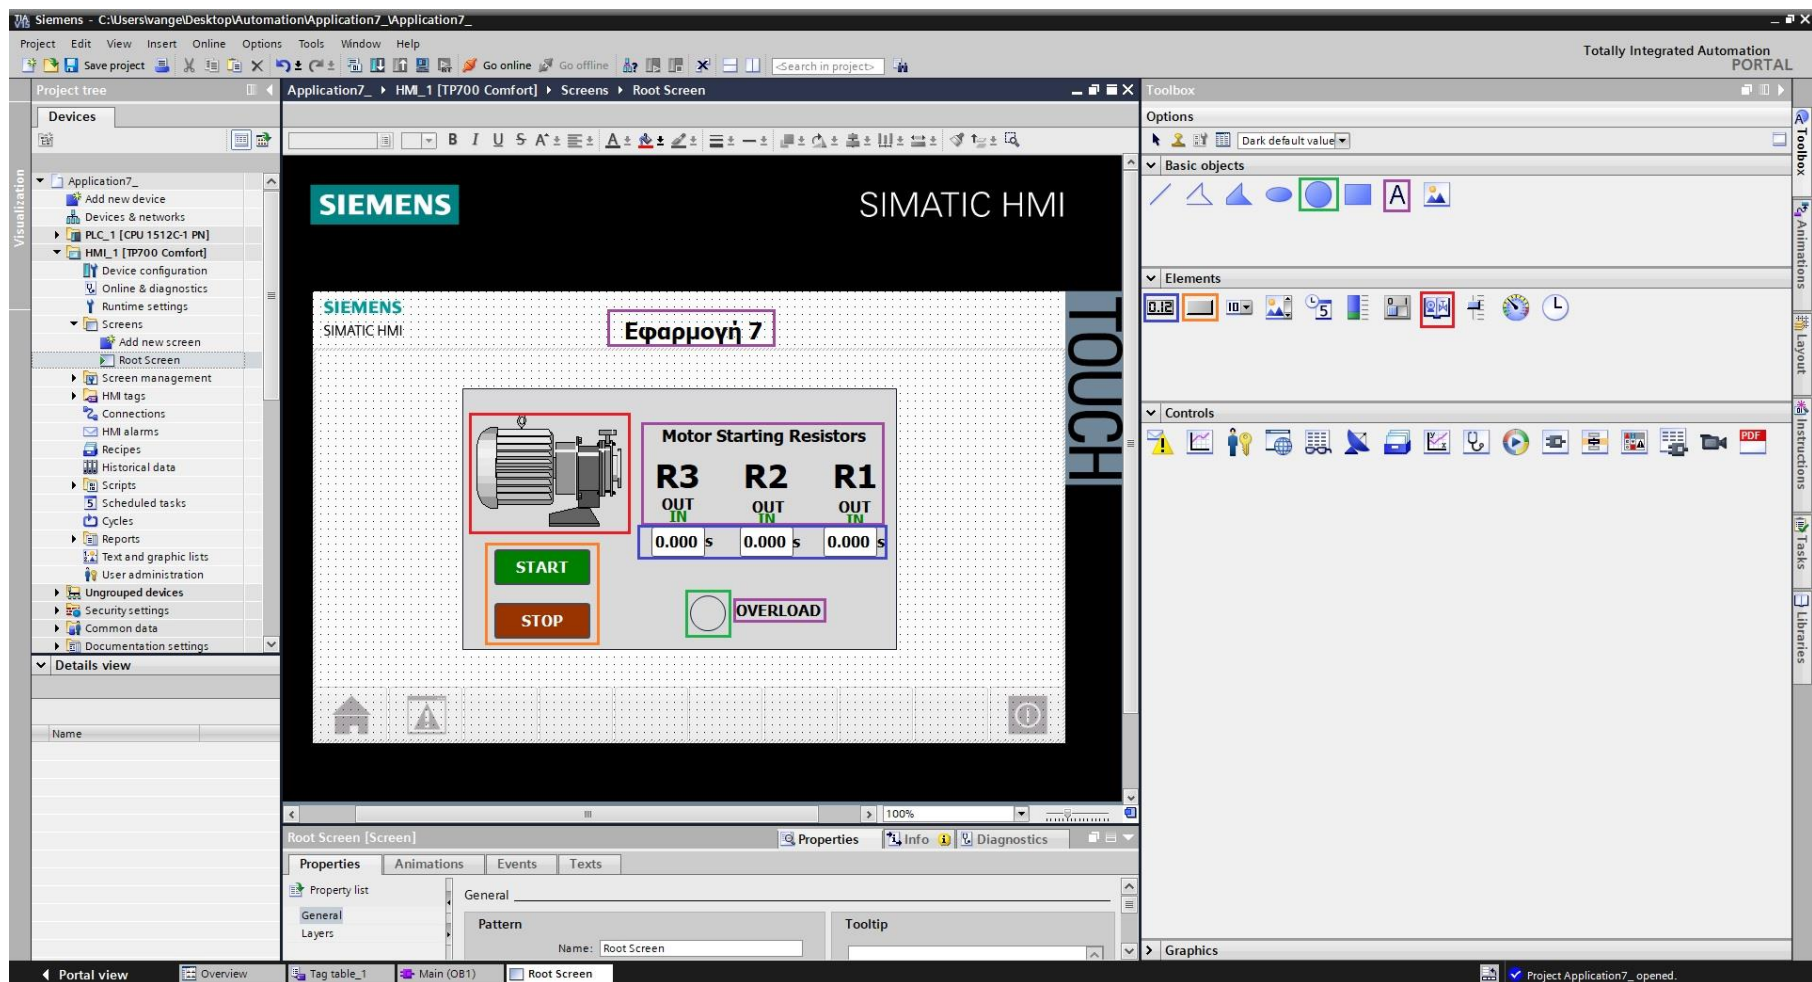 Siemens - C:\Users\vange\Desktop\Automation\Application7_\Application7_
Project Edit View Insert Online Options Tools Window Help
Totally Integrated Automation
PORTAL
Save project
Go online
Go offline
<Search in project>
Project tree
Application7_ HMI_1 [TP700 Comfort] Screens Root Screen
Toolbox
Devices
Options
B I U S A
Dark default value
Visualization
Application7_
Add new device
Devices & networks
PLC_1 [CPU 1512C-1 PN]
HMI_1 [TP700 Comfort]
Device configuration
Online & diagnostics
Runtime settings
Screens
Add new screen
Root Screen
Screen management
HMI tags
Connections
HMI alarms
Recipes
Historical data
Scripts
Scheduled tasks
Cycles
Reports
Text and graphic lists
User administration
Ungrouped devices
Security settings
Common data
Documentation settings
Details view
Name
SIEMENS
SIMATIC HMI
TOUCH
SIEMENS
SIMATIC HMI
Εφαρμογή 7
Motor Starting Resistors
R3 R2 R1
OUT OUT OUT
IN IN IN
0.000 s 0.000 s 0.000 s
START
STOP
OVERLOAD
100%
Root Screen [Screen]
Properties Info Diagnostics
Properties Animations Events Texts
Property list
General
Layers
General
Pattern
Name: Root Screen
Tooltip
Basic objects
A
Elements
0.12
10
5
Controls
PDF
Graphics
Toolbox
Animations
Layout
Instructions
Tasks
Libraries
Portal view
Overview
Tag table_1
Main (OB1)
Root Screen
Project Application7_ opened.